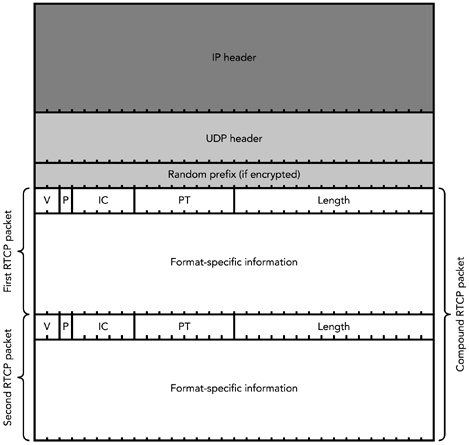 IP header
UDP header
Random prefix (if encrypted)
V P IC PT Length
First RTCP packet
Format-specific information
Compound RTCP packet
V P IC PT Length
Second RTCP packet
Format-specific information